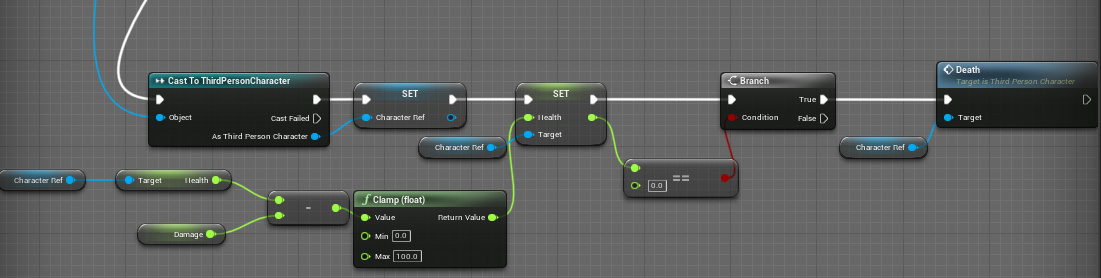 Cast To ThirdPersonCharacter
Object
Cast Failed
As Third Person Character
SET
Character Ref
Character Ref
SET
Health
Target
Branch
Condition
True
False
0.0
==
Death
Target is Third Person Character
Target
Character Ref
Character Ref
Target Health
Damage
-
f Clamp (float)
Value Return Value
Min 0.0
Max 100.0